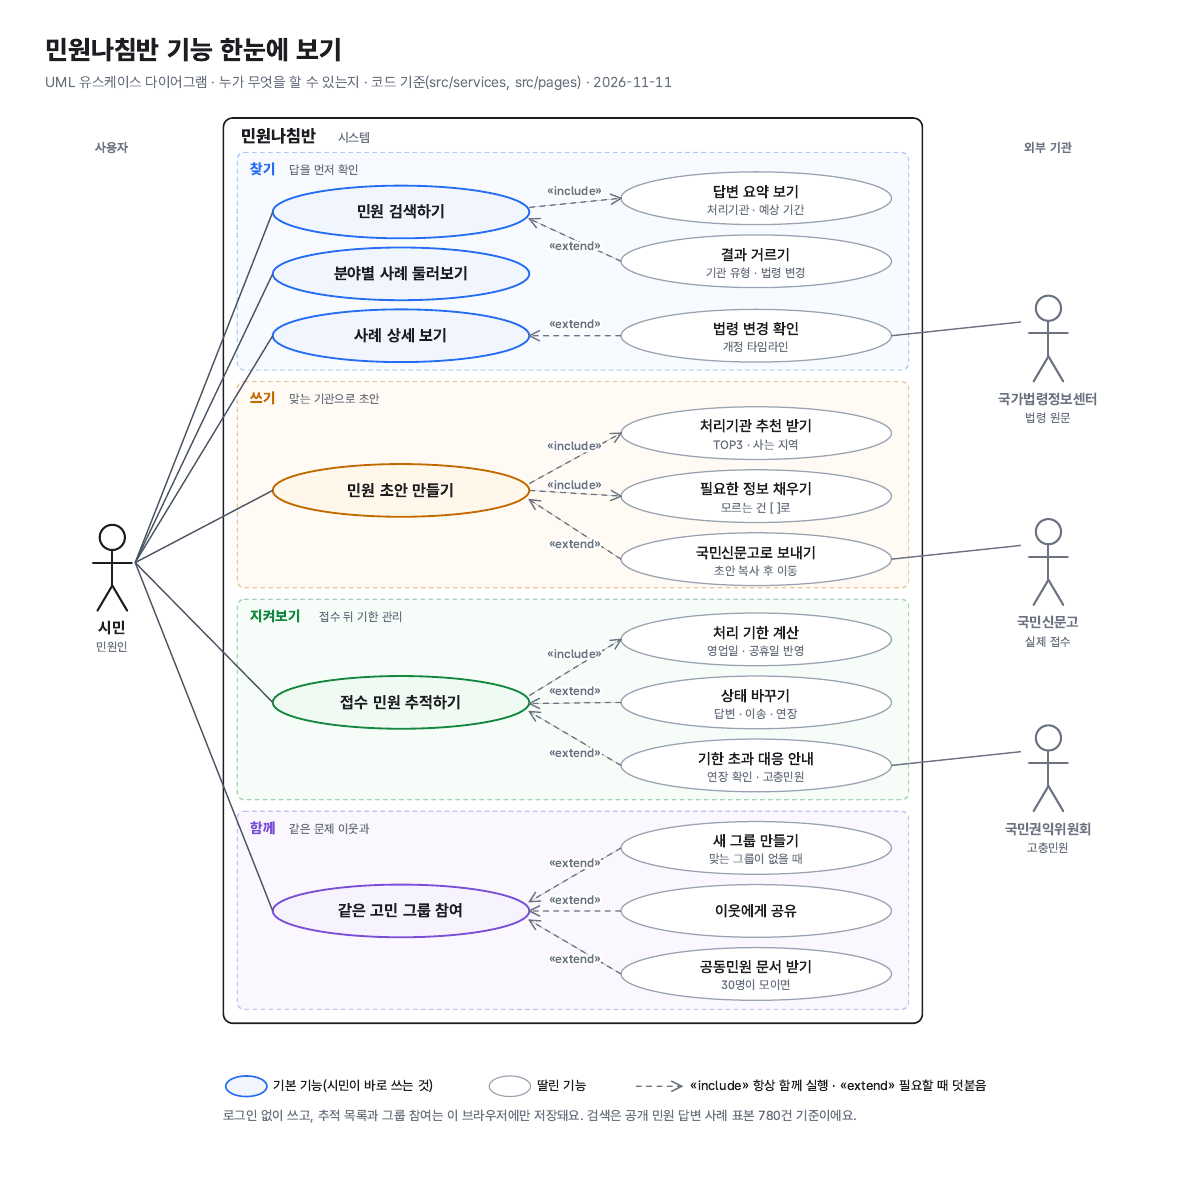 민원나침반 기능 한눈에 보기
UML 유스케이스 다이어그램 · 누가 무엇을 할 수 있는지 · 코드 기준(src/services, src/pages) · 2026-11-11
사용자
민원나침반 시스템
외부 기관
찾기 답을 먼저 확인
민원 검색하기
«include»
답변 요약 보기
처리기관 · 예상 기간
«extend»
결과 거르기
기관 유형 · 법령 변경
분야별 사례 둘러보기
사례 상세 보기
«extend»
법령 변경 확인
개정 타임라인
국가법령정보센터
법령 원문
쓰기 맞는 기관으로 초안
민원 초안 만들기
«include»
처리기관 추천 받기
TOP3 · 사는 지역
«include»
필요한 정보 채우기
모르는 건 [ ]로
«extend»
국민신문고로 보내기
초안 복사 후 이동
국민신문고
실제 접수
시민
민원인
지켜보기 접수 뒤 기한 관리
접수 민원 추적하기
«include»
처리 기한 계산
영업일 · 공휴일 반영
«extend»
상태 바꾸기
답변 · 이송 · 연장
«extend»
기한 초과 대응 안내
연장 확인 · 고충민원
국민권익위원회
고충민원
함께 같은 문제 이웃과
같은 고민 그룹 참여
«extend»
새 그룹 만들기
맞는 그룹이 없을 때
«extend»
이웃에게 공유
«extend»
공동민원 문서 받기
30명이 모이면
기본 기능(시민이 바로 쓰는 것)
딸린 기능
«include» 항상 함께 실행 · «extend» 필요할 때 덧붙음
로그인 없이 쓰고, 추적 목록과 그룹 참여는 이 브라우저에만 저장돼요. 검색은 공개 민원 답변 사례 표본 780건 기준이에요.